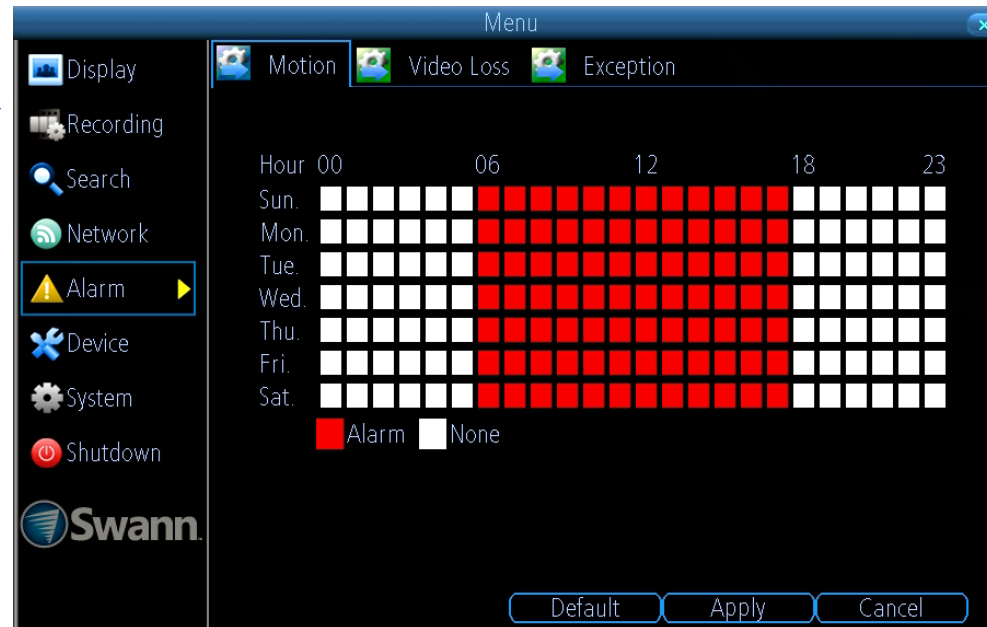 Menu
Display
Recording
Search
Network
Alarm
Device
System
Shutdown
Swann.
Motion Video Loss Exception
Hour 00 06 12 18 23
Sun.
Mon.
Tue.
Wed.
Thu.
Fri.
Sat.
Alarm None
Default Apply Cancel